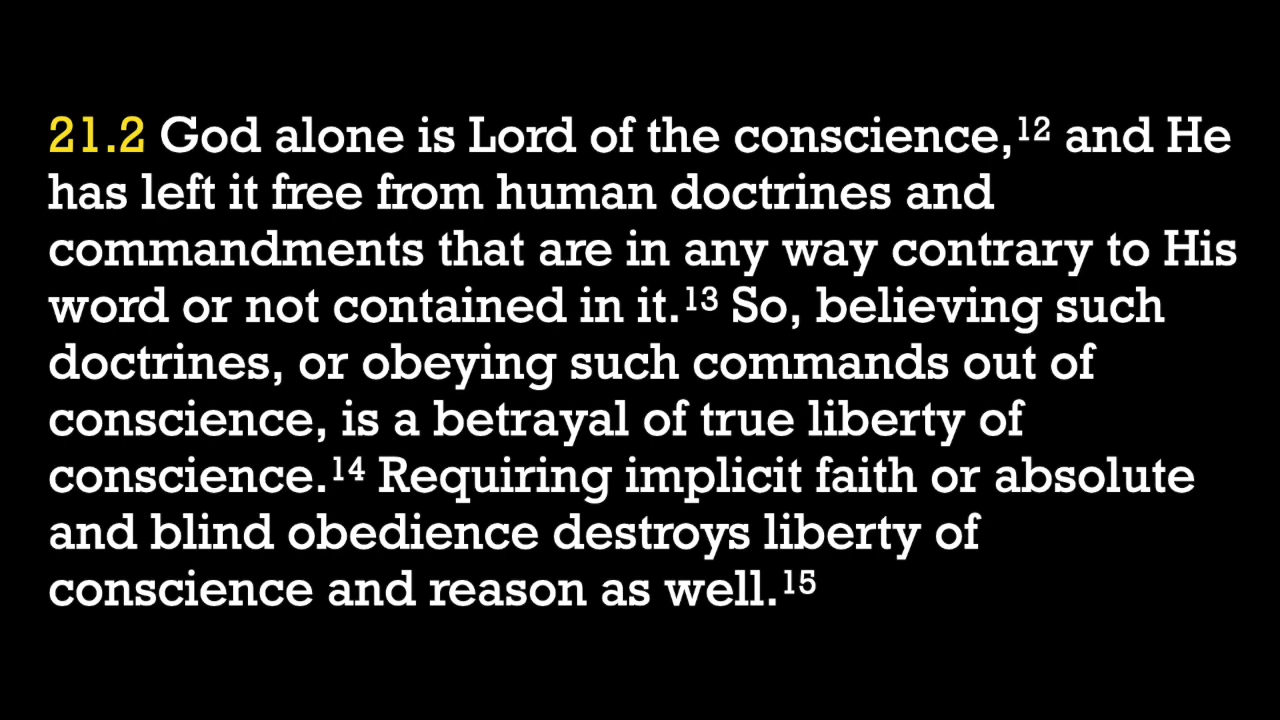 21.2 God alone is Lord of the conscience,¹² and He
has left it free from human doctrines and
commandments that are in any way contrary to His
word or not contained in it.¹³ So, believing such
doctrines, or obeying such commands out of
conscience, is a betrayal of true liberty of
conscience.¹⁴ Requiring implicit faith or absolute
and blind obedience destroys liberty of
conscience and reason as well.¹⁵